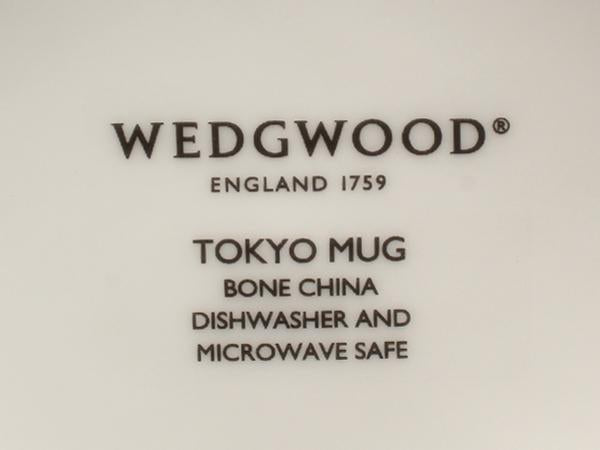 WEDGWOOD®
ENGLAND 1759
TOKYO MUG
BONE CHINA
DISHWASHER AND
MICROWAVE SAFE